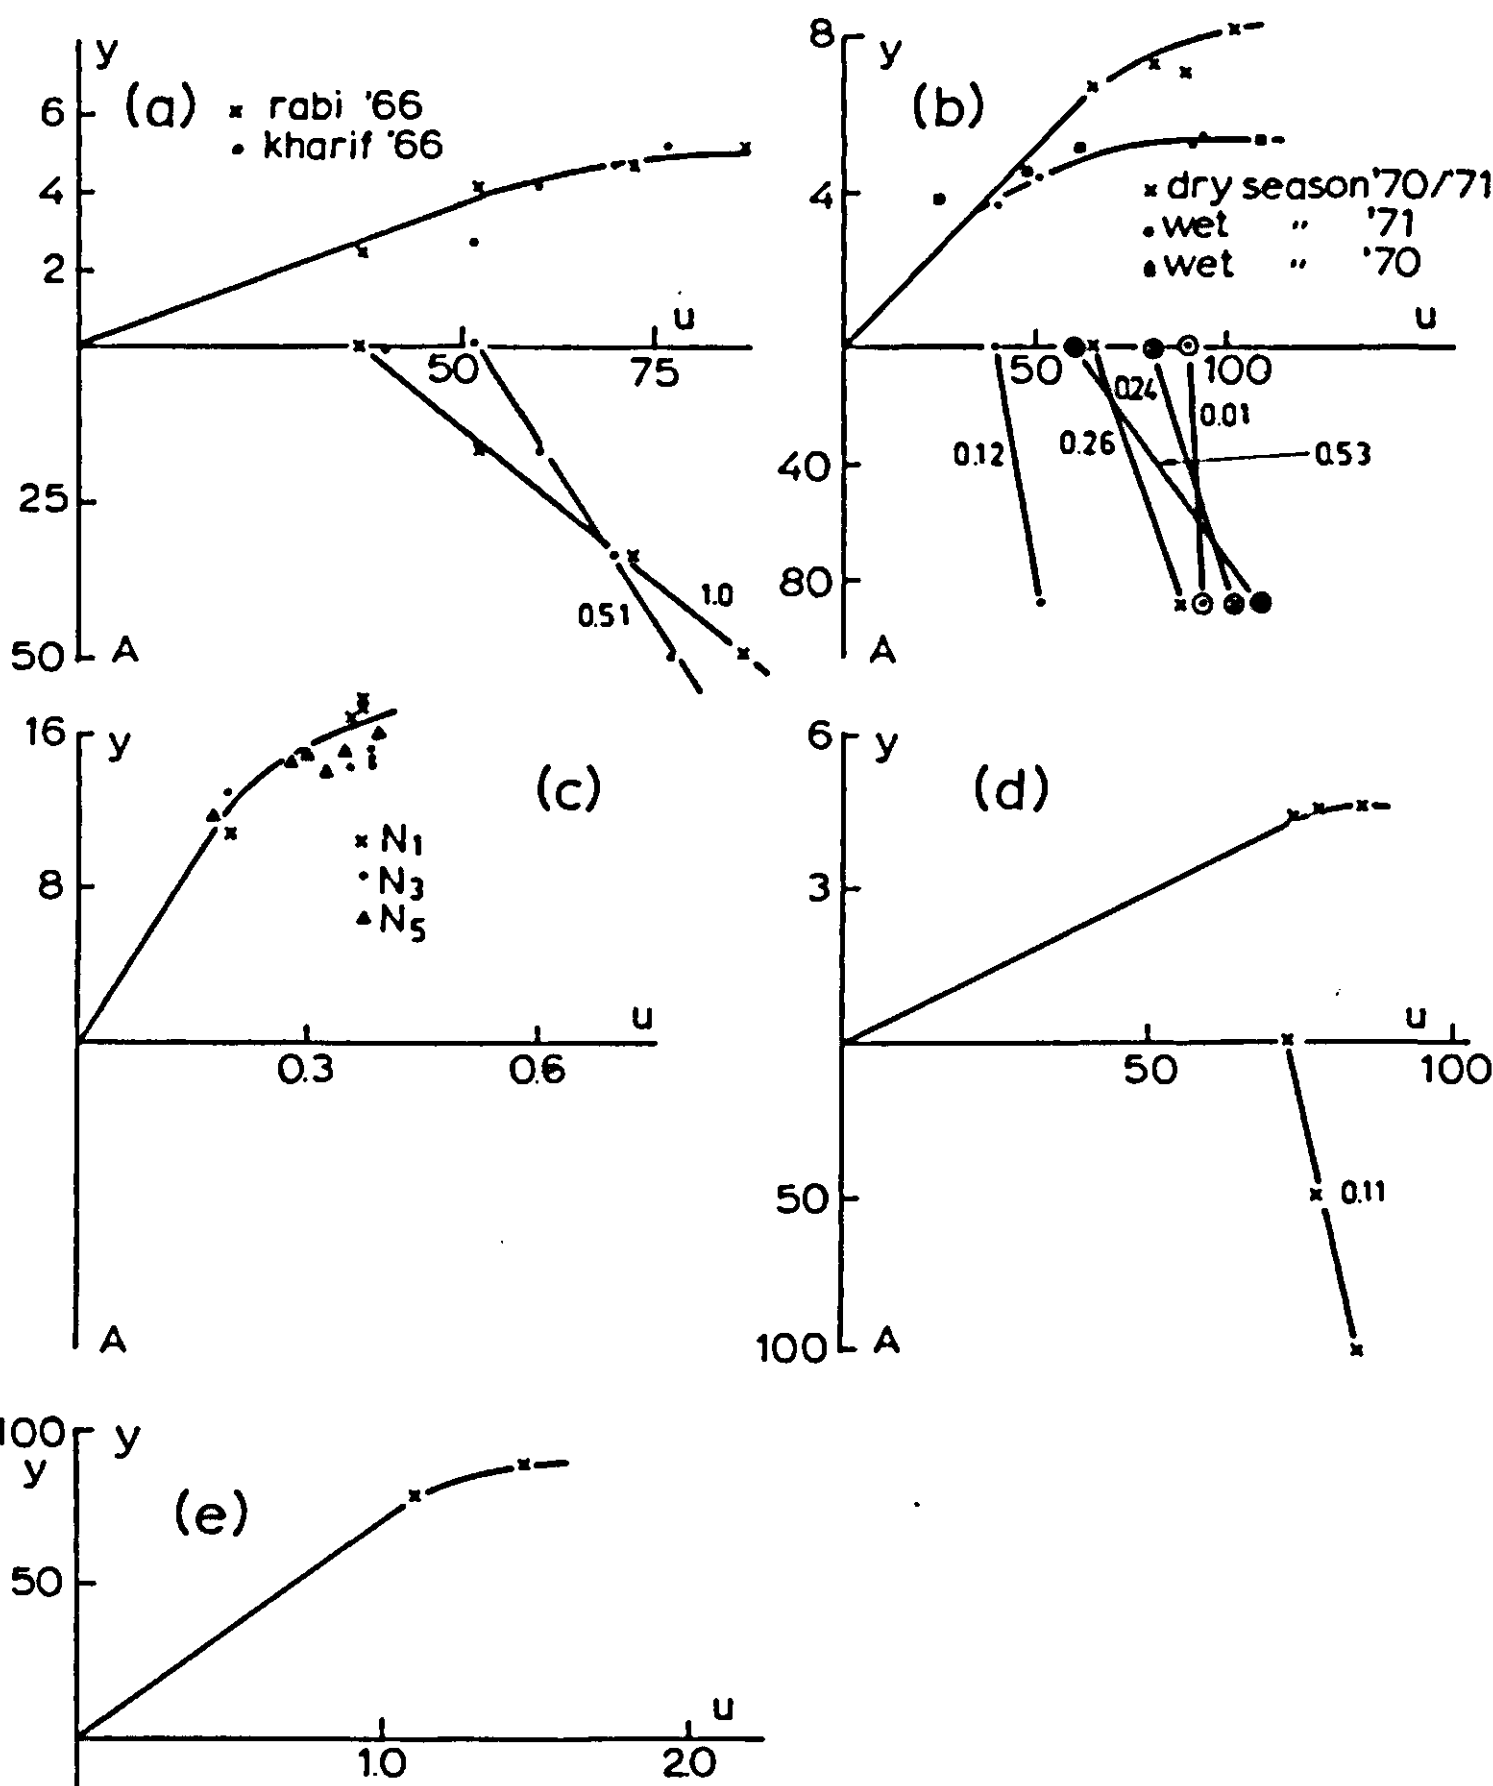 y
(a)
x rabi '66
• kharif '66
6
4
2
u
50
75
25
50
A
0.51
1.0
8
y
(b)
4
x dry season '70/'71
• wet " '71
wet " '70
u
50
100
0.24
0.01
0.12
0.26
0.53
40
80
A
16
y
(c)
8
x N1
• N3
▲ N5
u
0.3
0.6
A
6
y
(d)
3
u
50
100
50
0.11
100
A
100
y
y
(e)
50
u
1.0
2.0